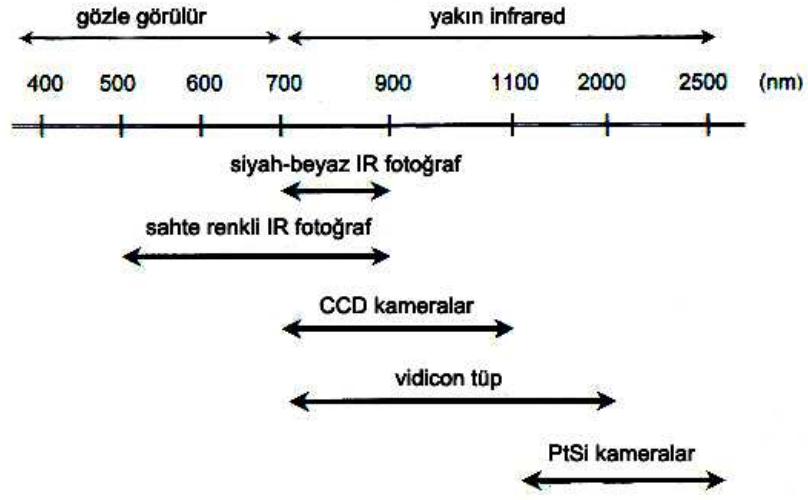 gözle görülür yakın infrared
400 500 600 700 900 1100 2000 2500 (nm)
siyah-beyaz IR fotoğraf
sahte renkli IR fotoğraf
CCD kameralar
vidicon tüp
PtSi kameralar